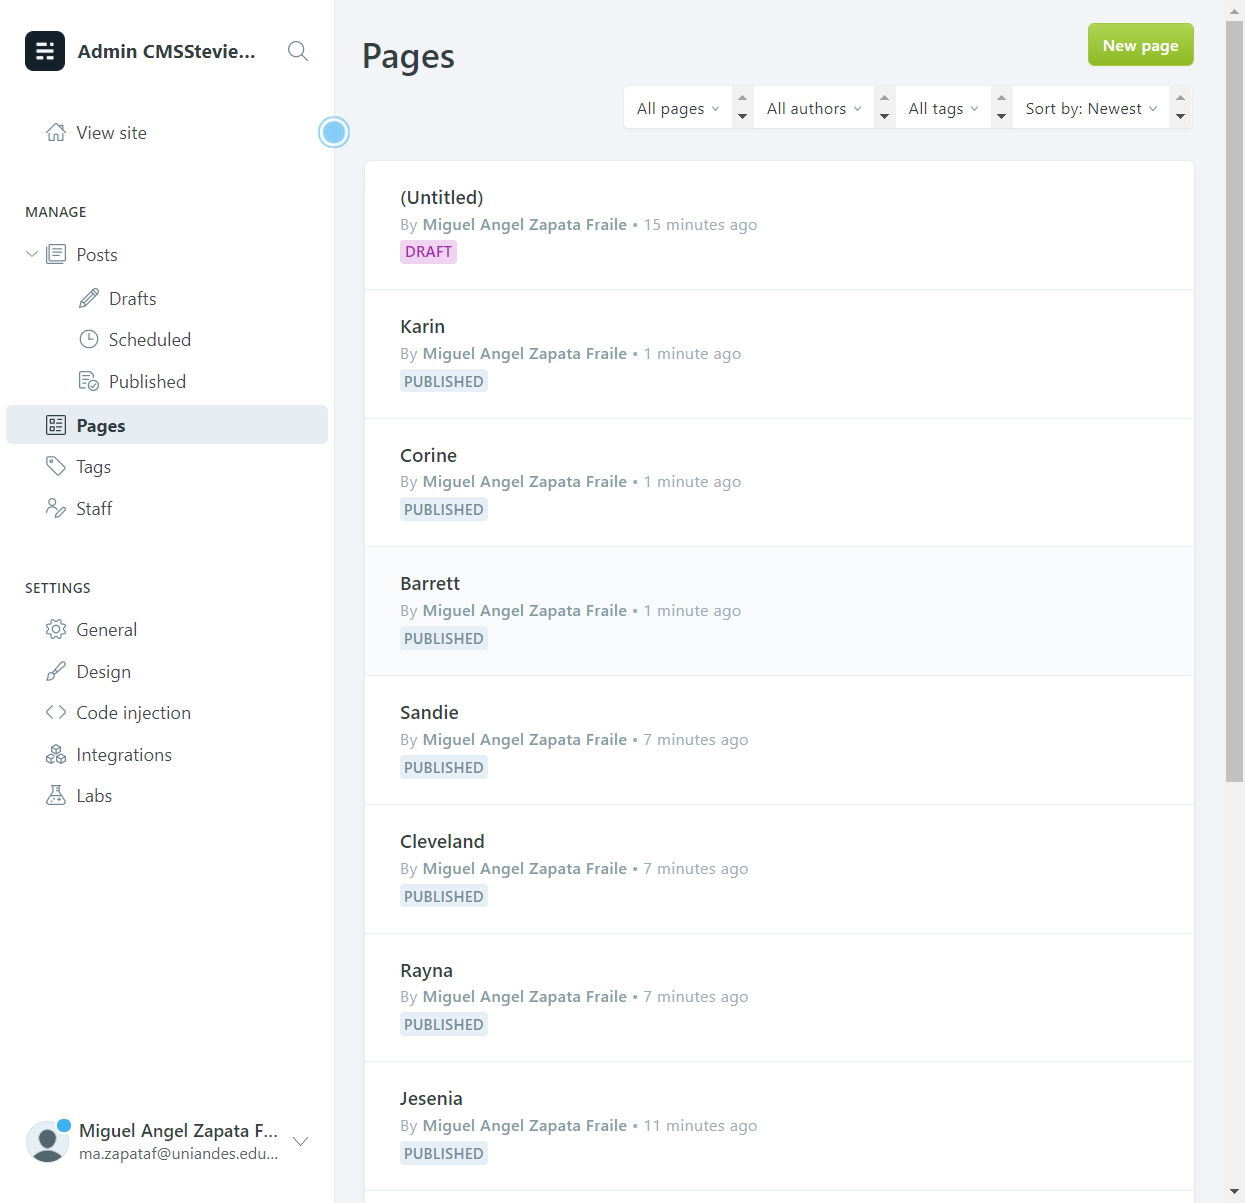 Admin CMSStevie...
View site
MANAGE
Posts
Drafts
Scheduled
Published
Pages
Tags
Staff
SETTINGS
General
Design
Code injection
Integrations
Labs
Miguel Angel Zapata F...
ma.zapataf@uniandes.edu...
Pages
New page
All pages
All authors
All tags
Sort by: Newest
(Untitled)
By Miguel Angel Zapata Fraile • 15 minutes ago
DRAFT
Karin
By Miguel Angel Zapata Fraile • 1 minute ago
PUBLISHED
Corine
By Miguel Angel Zapata Fraile • 1 minute ago
PUBLISHED
Barrett
By Miguel Angel Zapata Fraile • 1 minute ago
PUBLISHED
Sandie
By Miguel Angel Zapata Fraile • 7 minutes ago
PUBLISHED
Cleveland
By Miguel Angel Zapata Fraile • 7 minutes ago
PUBLISHED
Rayna
By Miguel Angel Zapata Fraile • 7 minutes ago
PUBLISHED
Jesenia
By Miguel Angel Zapata Fraile • 11 minutes ago
PUBLISHED